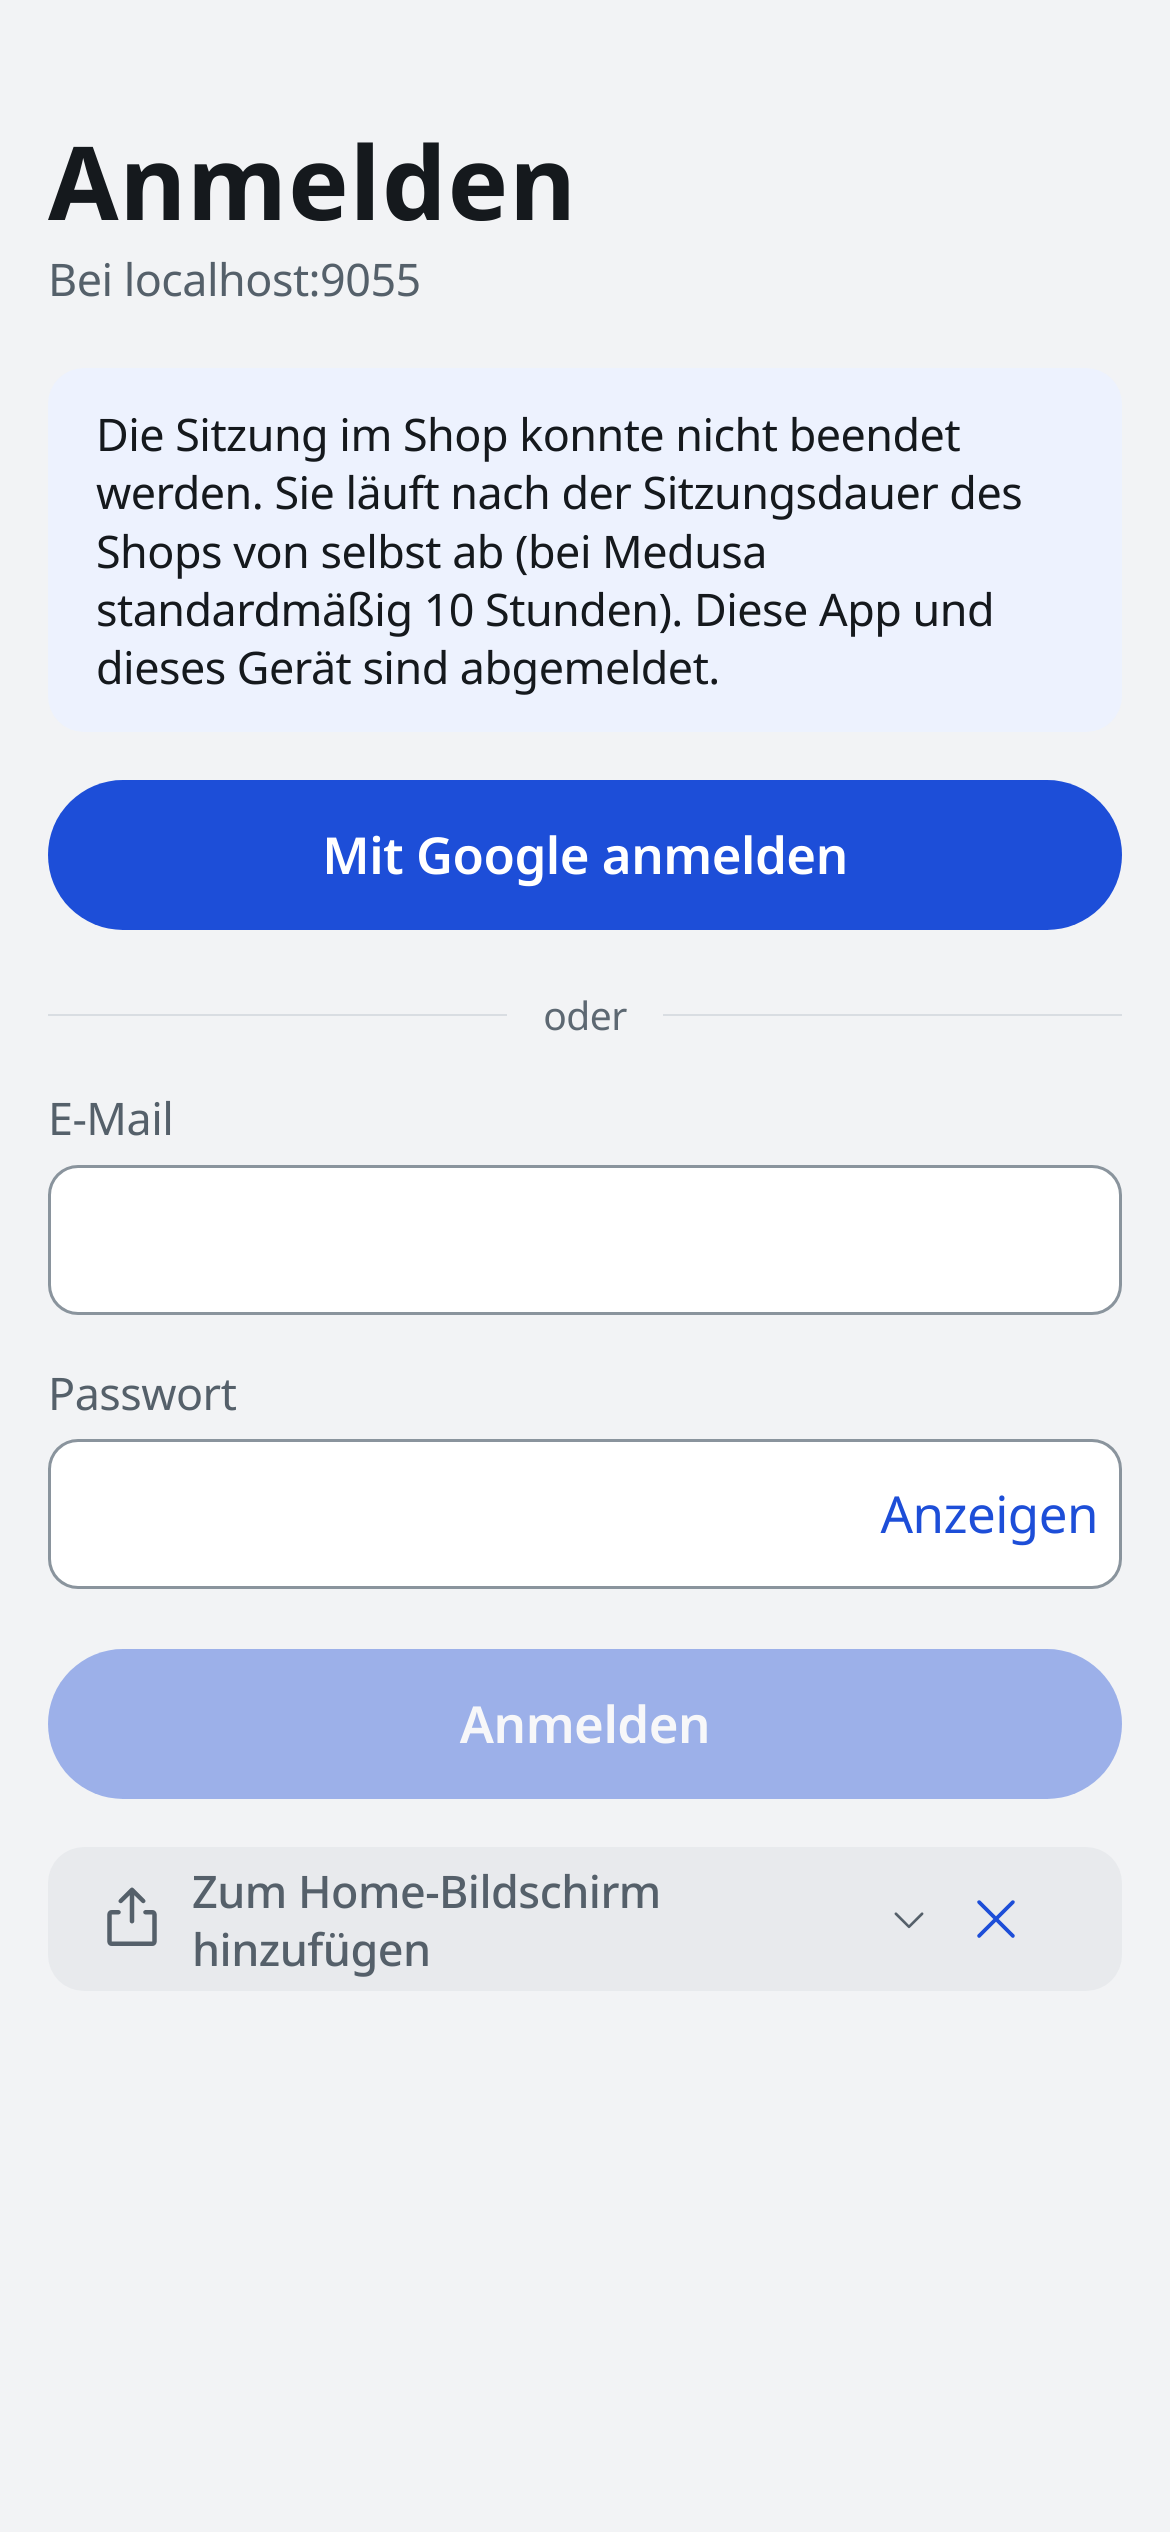 Anmelden
Bei localhost:9055
Die Sitzung im Shop konnte nicht beendet
werden. Sie läuft nach der Sitzungsdauer des
Shops von selbst ab (bei Medusa
standardmäßig 10 Stunden). Diese App und
dieses Gerät sind abgemeldet.
Mit Google anmelden
oder
E-Mail
Passwort
Anzeigen
Anmelden
Zum Home-Bildschirm
hinzufügen